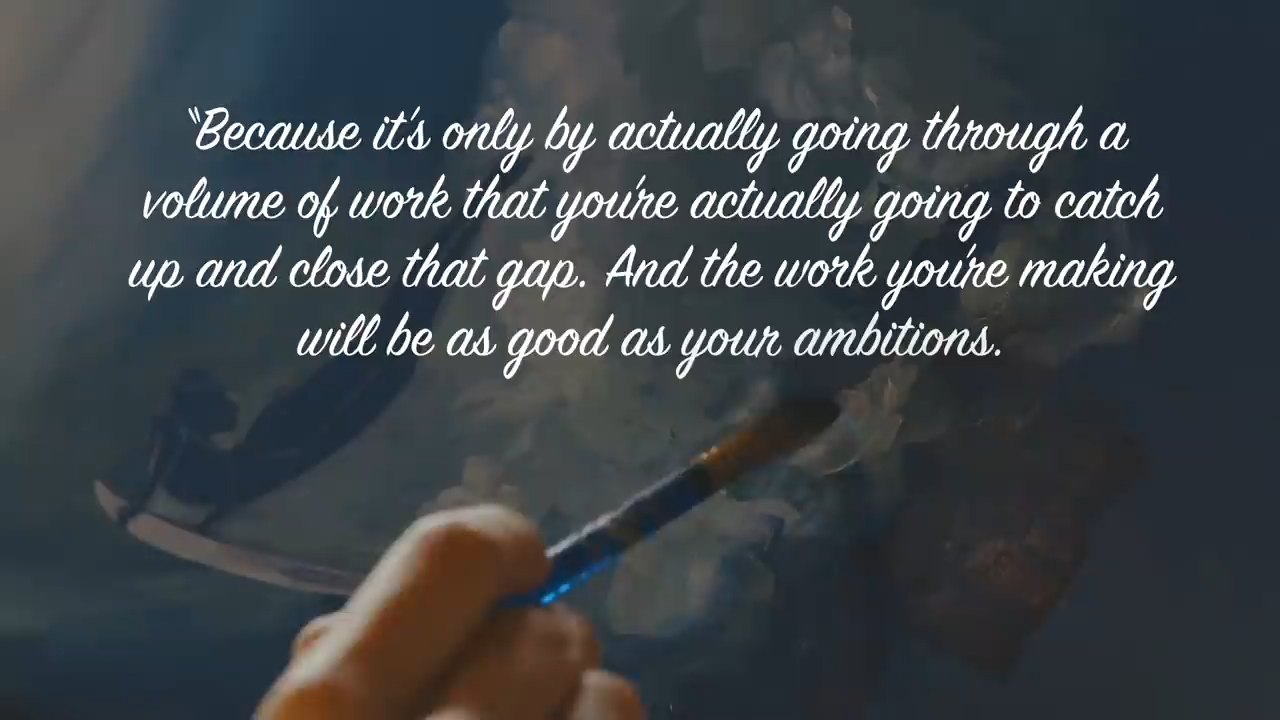 "Because it's only by actually going through a
volume of work that you're actually going to catch
up and close that gap. And the work you're making
will be as good as your ambitions.